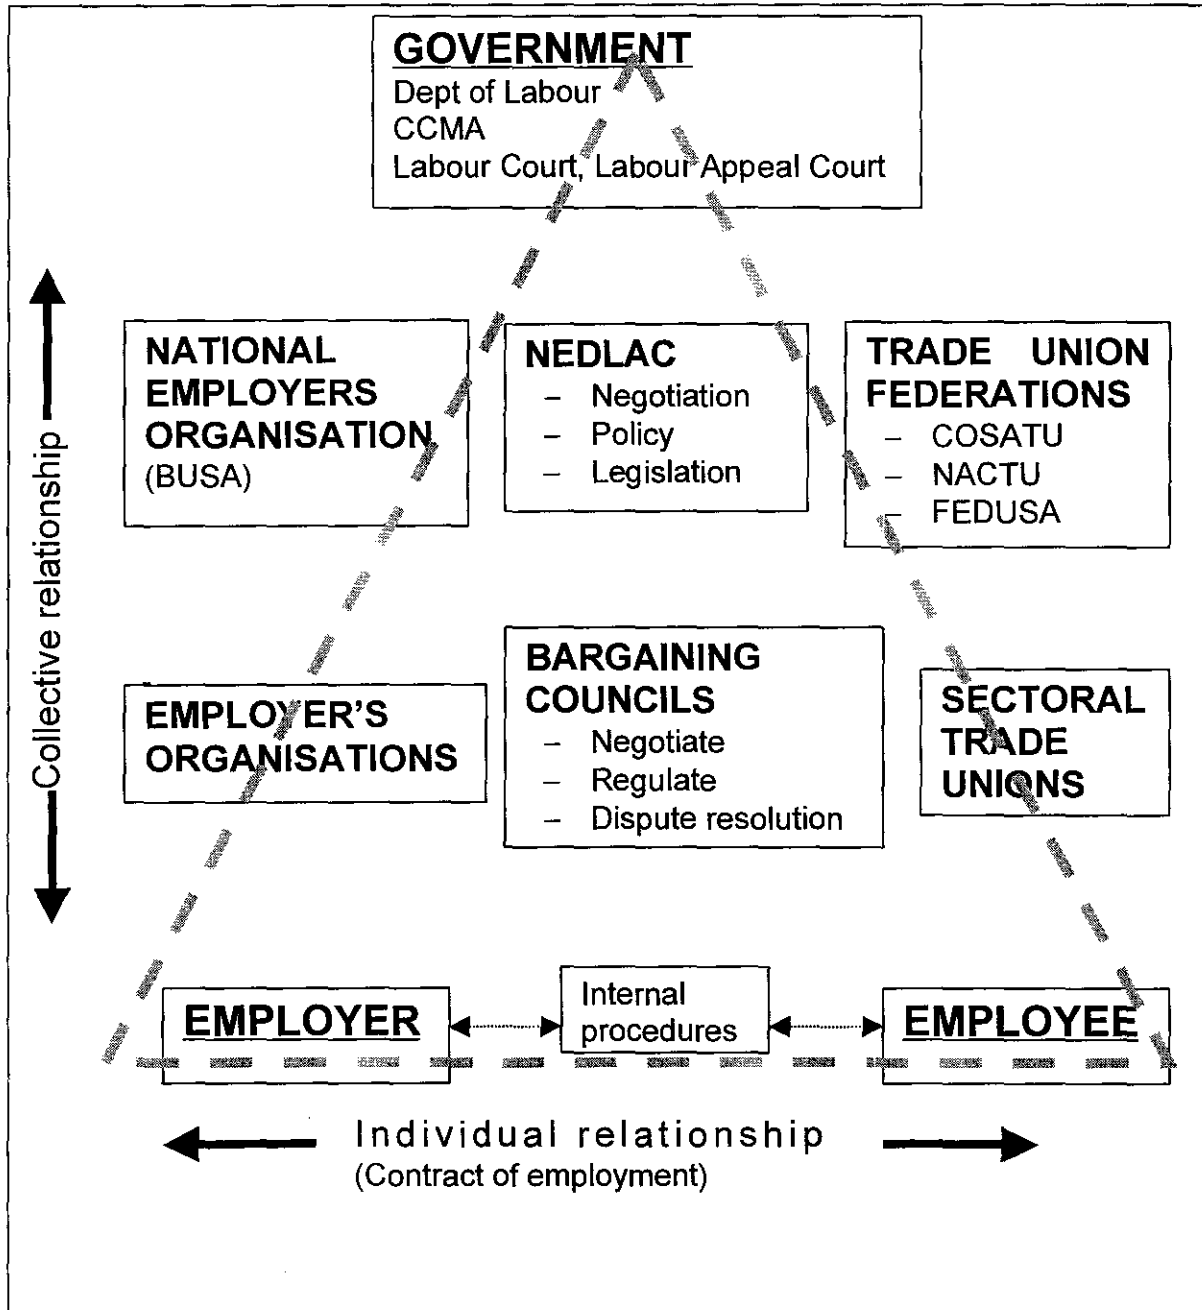 GOVERNMENT
Dept of Labour
CCMA
Labour Court, Labour Appeal Court
Collective relationship
NATIONAL
EMPLOYERS
ORGANISATION
(BUSA)
NEDLAC
– Negotiation
– Policy
– Legislation
TRADE UNION
FEDERATIONS
– COSATU
– NACTU
– FEDUSA
EMPLOYER'S
ORGANISATIONS
BARGAINING
COUNCILS
– Negotiate
– Regulate
– Dispute resolution
SECTORAL
TRADE
UNIONS
EMPLOYER
Internal
procedures
EMPLOYEE
Individual relationship
(Contract of employment)